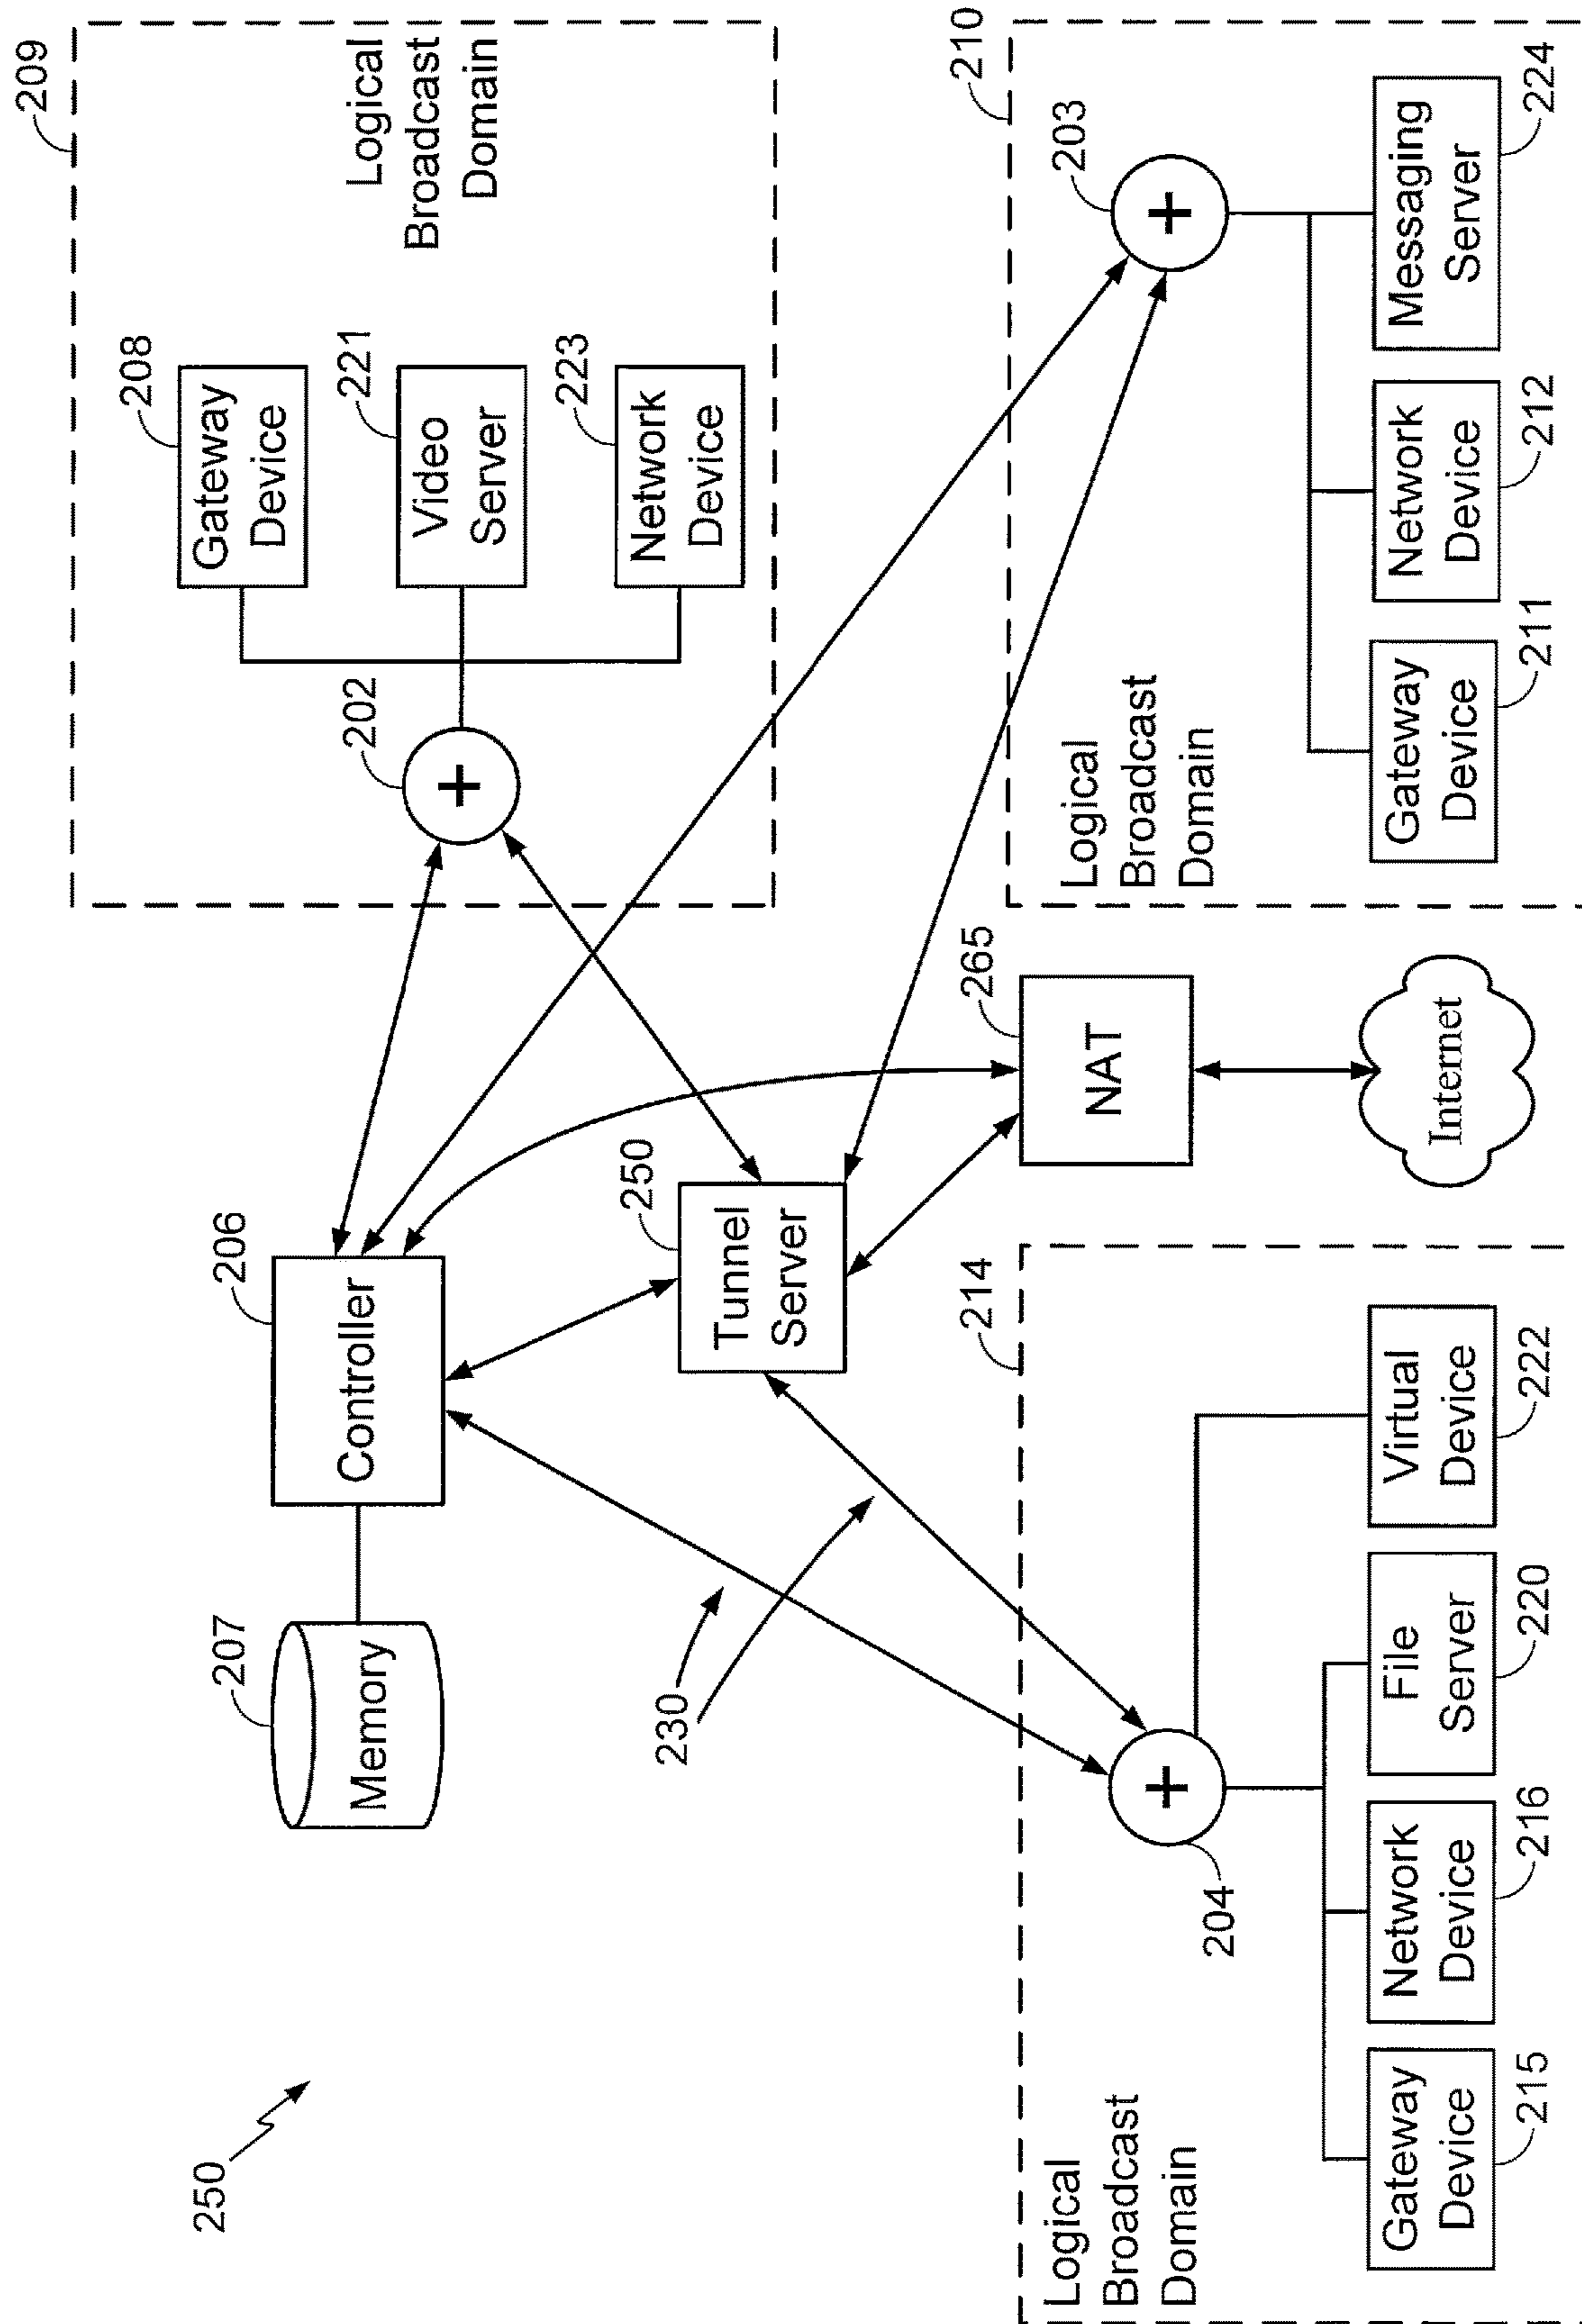 250
207
Memory
206
Controller
230
250
Tunnel
Server
209
208
Gateway
Device
221
Video
Server
223
Network
Device
202
Logical
Broadcast
Domain
214
Logical
Broadcast
Domain
204
Gateway
Device
215
Network
Device
216
File
Server
220
Virtual
Device
222
265
NAT
Internet
210
203
Logical
Broadcast
Domain
Gateway
Device
211
Network
Device
212
Messaging
Server
224